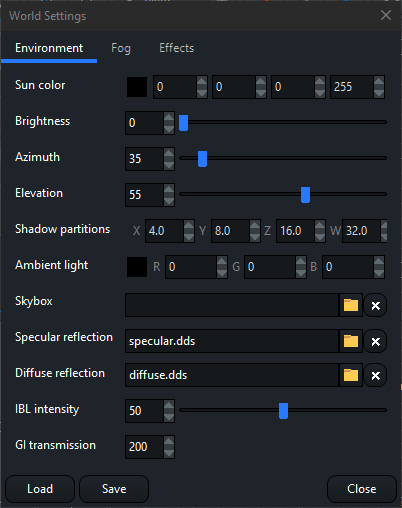 World Settings
Environment Fog Effects
Sun color 0 0 0 255
Brightness 0
Azimuth 35
Elevation 55
Shadow partitions X 4.0 Y 8.0 Z 16.0 W 32.0
Ambient light R 0 G 0 B 0
Skybox
Specular reflection specular.dds
Diffuse reflection diffuse.dds
IBL intensity 50
GI transmission 200
Load Save Close